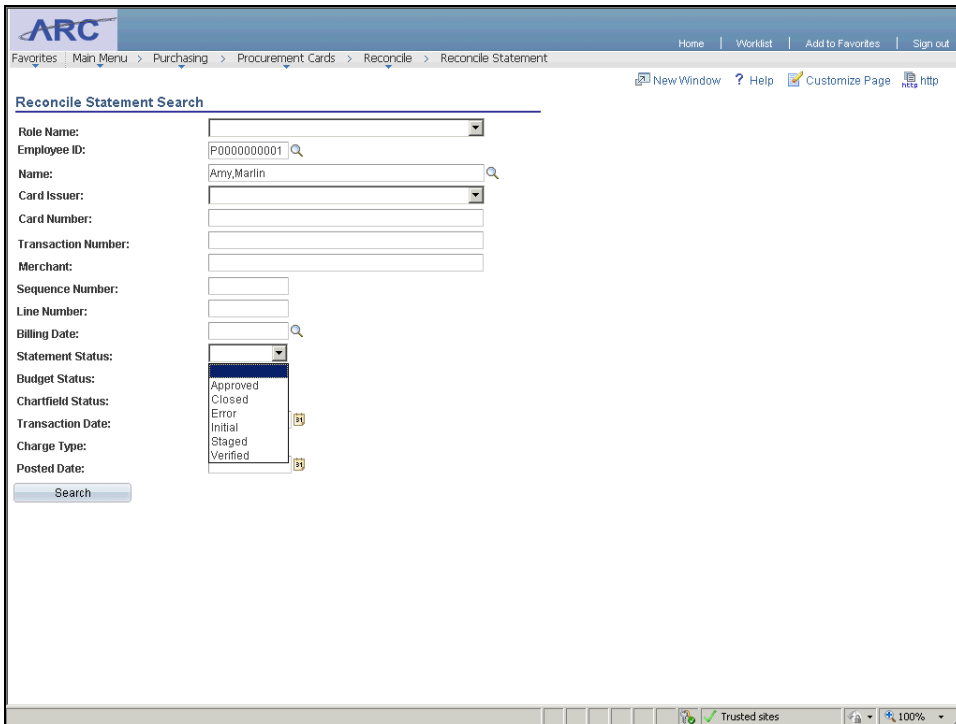 ARC
Home | Worklist | Add to Favorites | Sign out
Favorites | Main Menu > Purchasing > Procurement Cards > Reconcile > Reconcile Statement
New Window ? Help Customize Page http
Reconcile Statement Search
Role Name:
Employee ID: P0000000001
Name: Amy,Marlin
Card Issuer:
Card Number:
Transaction Number:
Merchant:
Sequence Number:
Line Number:
Billing Date:
Statement Status:
Budget Status:
Approved
Chartfield Status:
Closed
Error
Transaction Date: 31
Initial
Charge Type:
Staged
Verified
Posted Date: 31
Search
Trusted sites 100%